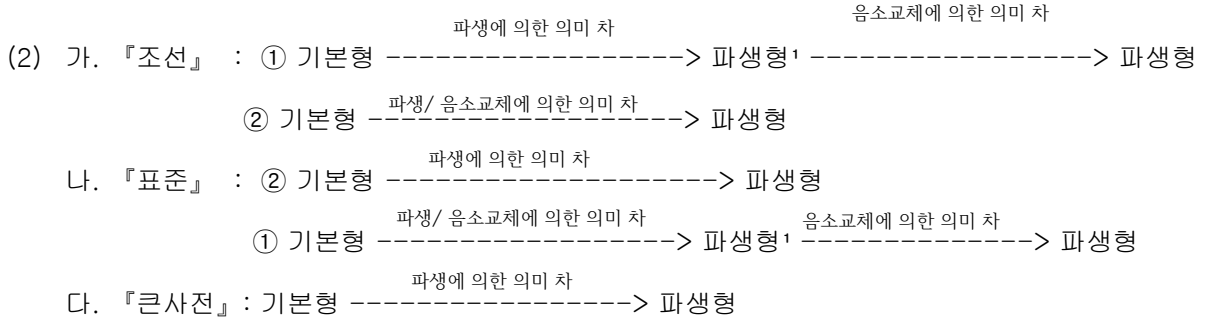 파생에 의한 의미 차 음소교체에 의한 의미 차
(2) 가. 『조선』 : ① 기본형 ------------------> 파생형¹ -----------------> 파생형
파생/ 음소교체에 의한 의미 차
② 기본형 -------------------> 파생형
파생에 의한 의미 차
나. 『표준』 : ② 기본형 --------------------> 파생형
파생/ 음소교체에 의한 의미 차 음소교체에 의한 의미 차
① 기본형 ------------------> 파생형¹ --------------> 파생형
파생에 의한 의미 차
다. 『큰사전』: 기본형 -----------------> 파생형